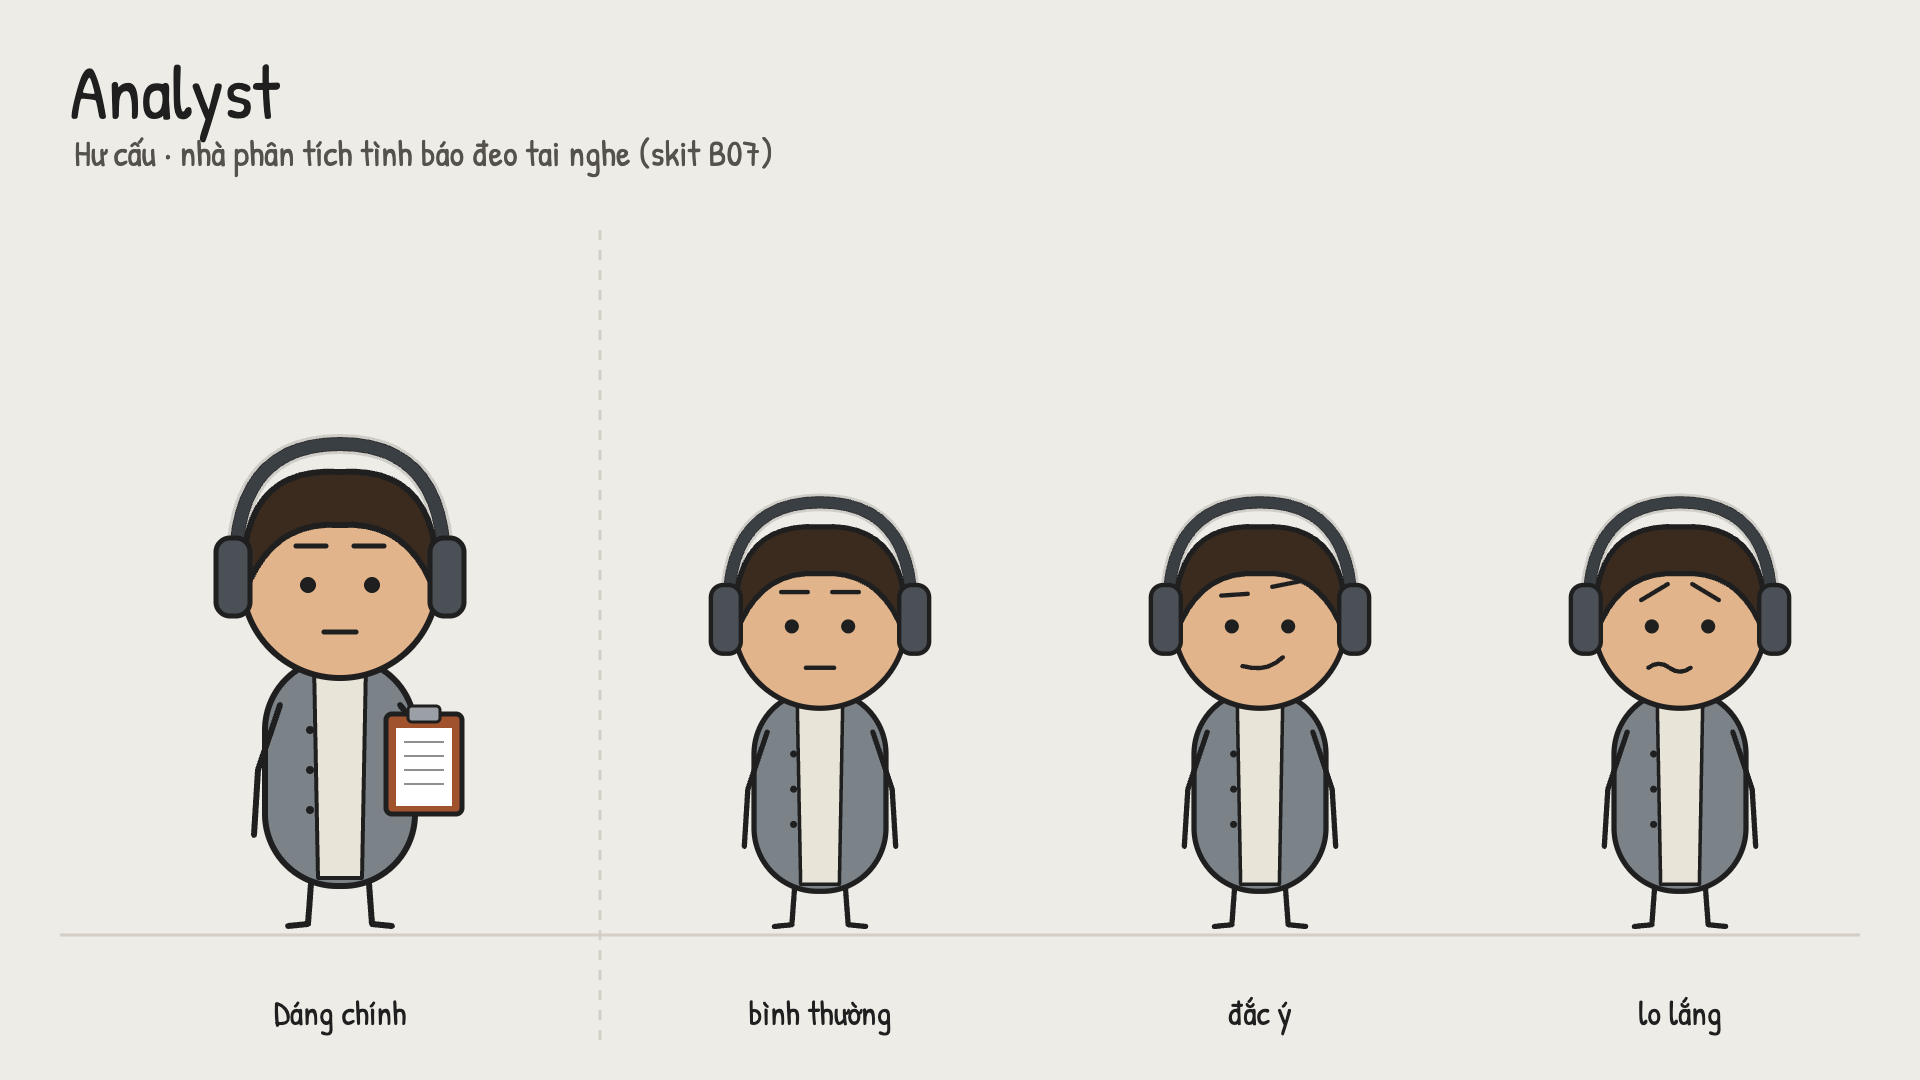 Analyst
Hư cấu · nhà phân tích tình báo đeo tai nghe (skit B07)
Dáng chính
bình thường
đắc ý
lo lắng